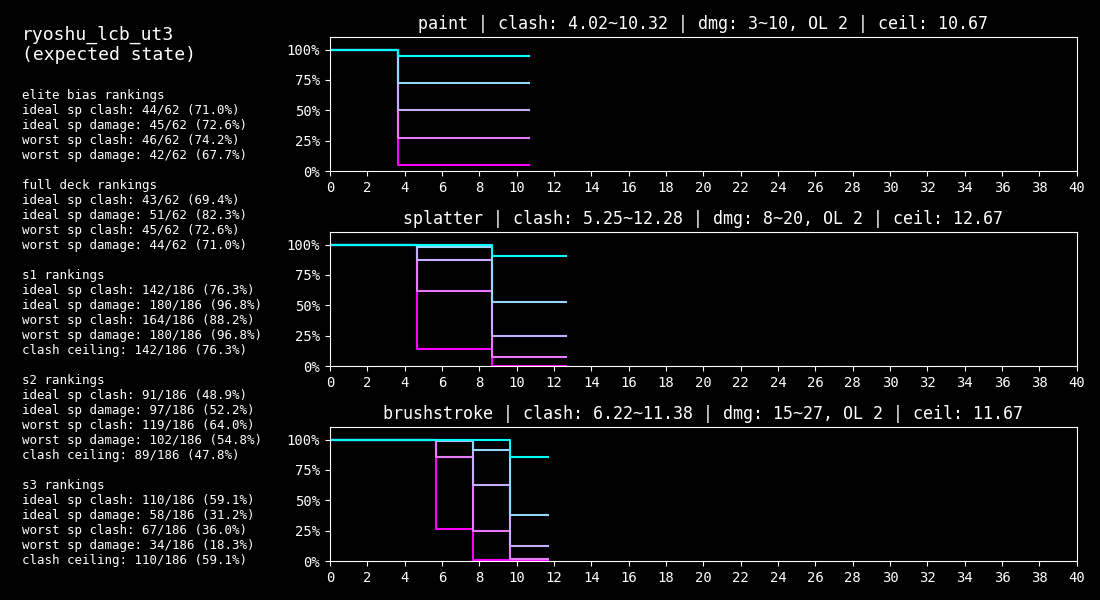 ryoshu_lcb_ut3
(expected state)
elite bias rankings
ideal sp clash: 44/62 (71.0%)
ideal sp damage: 45/62 (72.6%)
worst sp clash: 46/62 (74.2%)
worst sp damage: 42/62 (67.7%)
full deck rankings
ideal sp clash: 43/62 (69.4%)
ideal sp damage: 51/62 (82.3%)
worst sp clash: 45/62 (72.6%)
worst sp damage: 44/62 (71.0%)
s1 rankings
ideal sp clash: 142/186 (76.3%)
ideal sp damage: 180/186 (96.8%)
worst sp clash: 164/186 (88.2%)
worst sp damage: 180/186 (96.8%)
clash ceiling: 142/186 (76.3%)
s2 rankings
ideal sp clash: 91/186 (48.9%)
ideal sp damage: 97/186 (52.2%)
worst sp clash: 119/186 (64.0%)
worst sp damage: 102/186 (54.8%)
clash ceiling: 89/186 (47.8%)
s3 rankings
ideal sp clash: 110/186 (59.1%)
ideal sp damage: 58/186 (31.2%)
worst sp clash: 67/186 (36.0%)
worst sp damage: 34/186 (18.3%)
clash ceiling: 110/186 (59.1%)
paint | clash: 4.02~10.32 | dmg: 3~10, OL 2 | ceil: 10.67
100%
75%
50%
25%
0%
0 2 4 6 8 10 12 14 16 18 20 22 24 26 28 30 32 34 36 38 40
splatter | clash: 5.25~12.28 | dmg: 8~20, OL 2 | ceil: 12.67
100%
75%
50%
25%
0%
0 2 4 6 8 10 12 14 16 18 20 22 24 26 28 30 32 34 36 38 40
brushstroke | clash: 6.22~11.38 | dmg: 15~27, OL 2 | ceil: 11.67
100%
75%
50%
25%
0%
0 2 4 6 8 10 12 14 16 18 20 22 24 26 28 30 32 34 36 38 40